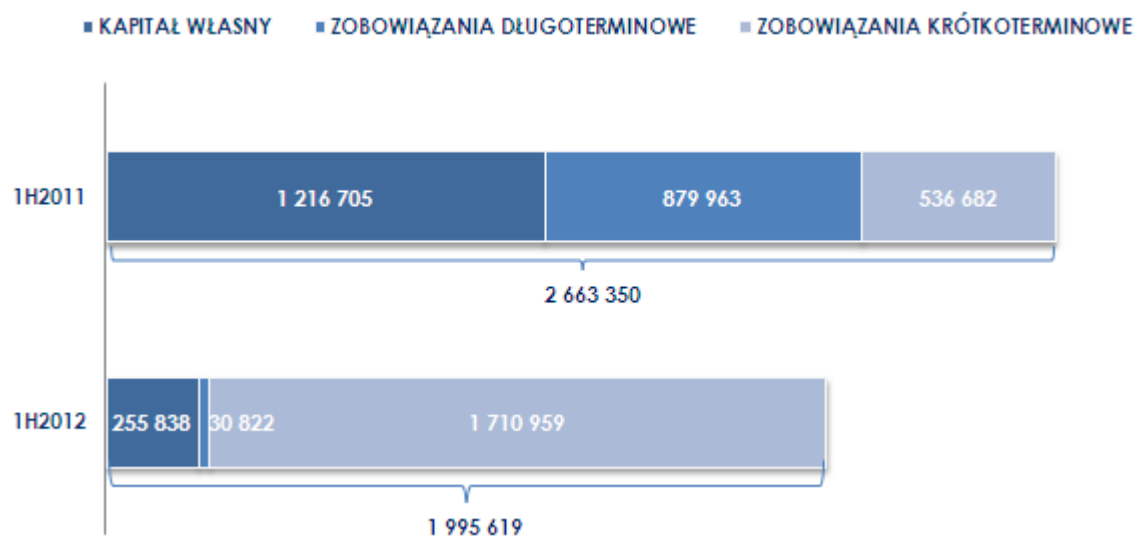 KAPITAŁ WŁASNY ZOBOWIĄZANIA DŁUGOTERMINOWE ZOBOWIĄZANIA KRÓTKOTERMINOWE
1H2011 1 216 705 879 963 536 682
2 663 350
1H2012 255 838 30 822 1 710 959
1 995 619